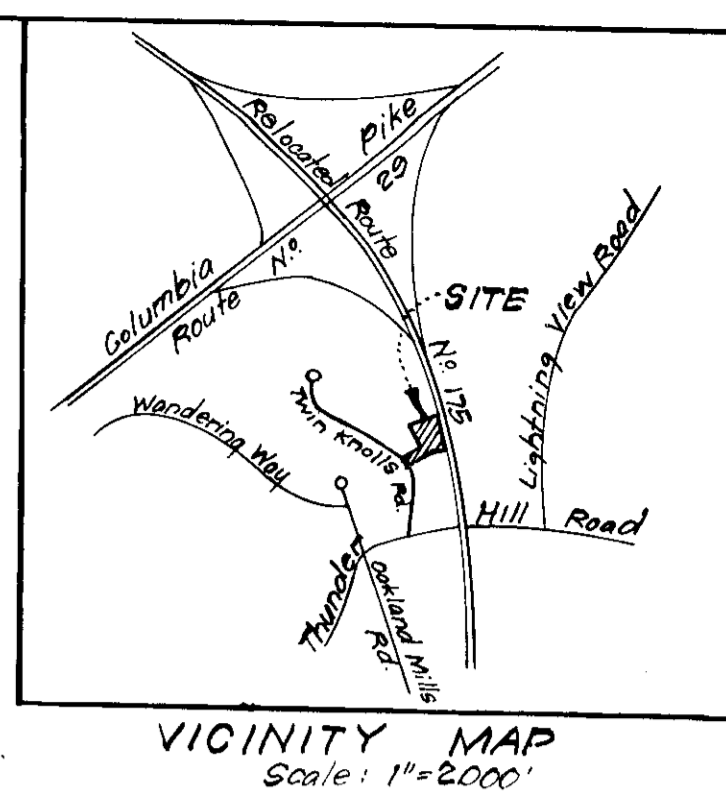 Relocated Route No. 175
Columbia Pike
Route No. 29
SITE
Lightning View Road
Wandering Way
Twin Knolls Rd.
Thunder Hill Road
Oakland Mills Rd.
VICINITY MAP
Scale: 1"=2000'